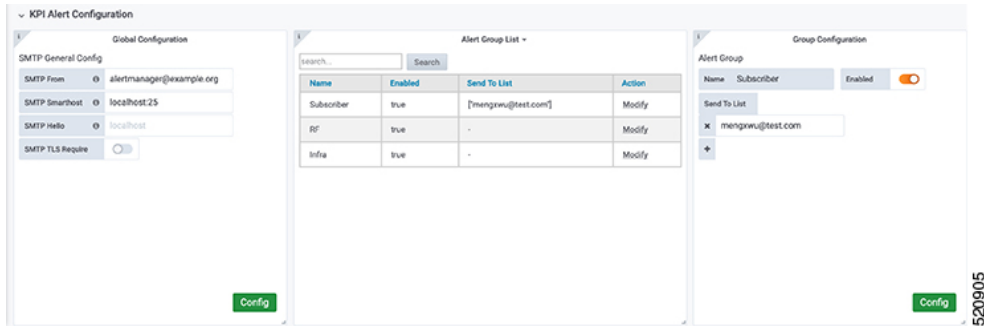 KPI Alert Configuration
Global Configuration
SMTP General Config
SMTP From alertmanager@example.org
SMTP Smarthost localhost:25
SMTP Hello localhost
SMTP TLS Require
Config
Alert Group List
search... Search
Name Enabled Send To List Action
Subscriber true ['mengxwu@test.com'] Modify
RF true - Modify
Infra true - Modify
Group Configuration
Alert Group
Name Subscriber Enabled
Send To List
× mengxwu@test.com
+
Config
520905